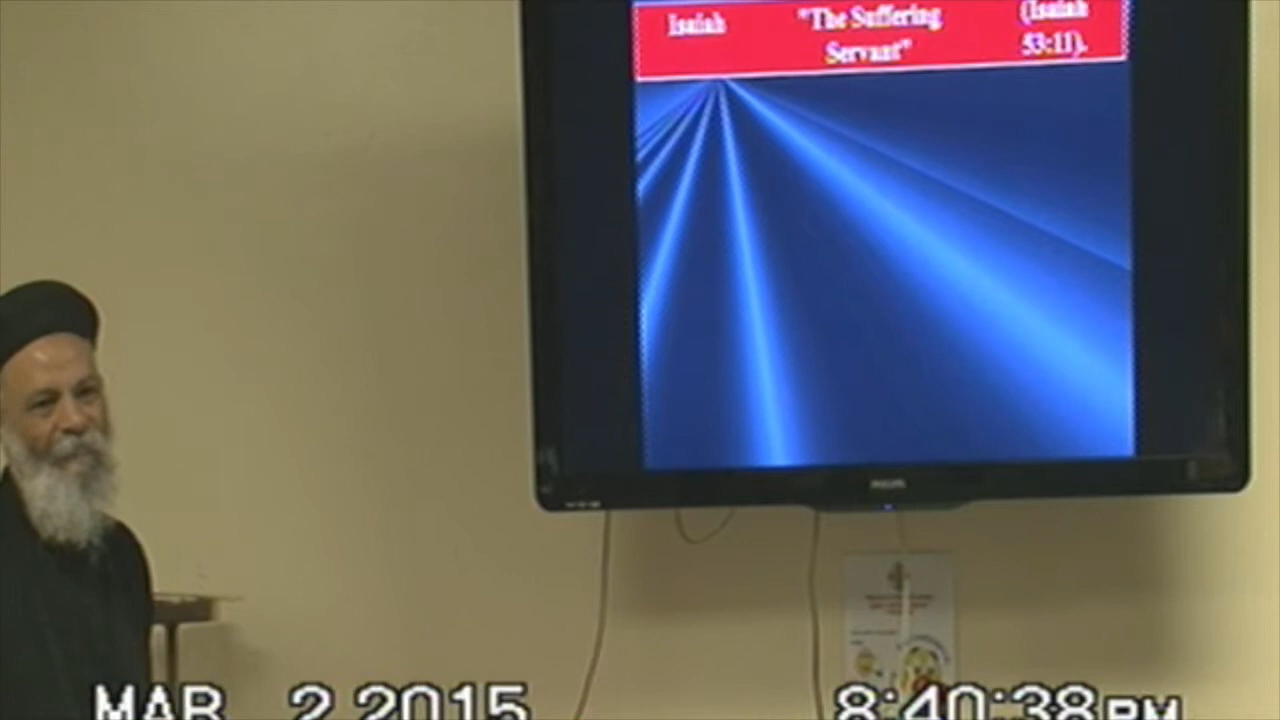 Isaiah "The Suffering Servant" (Isaiah 53:11).
PHILIPS
MAR. 2.2015 8:40:38PM